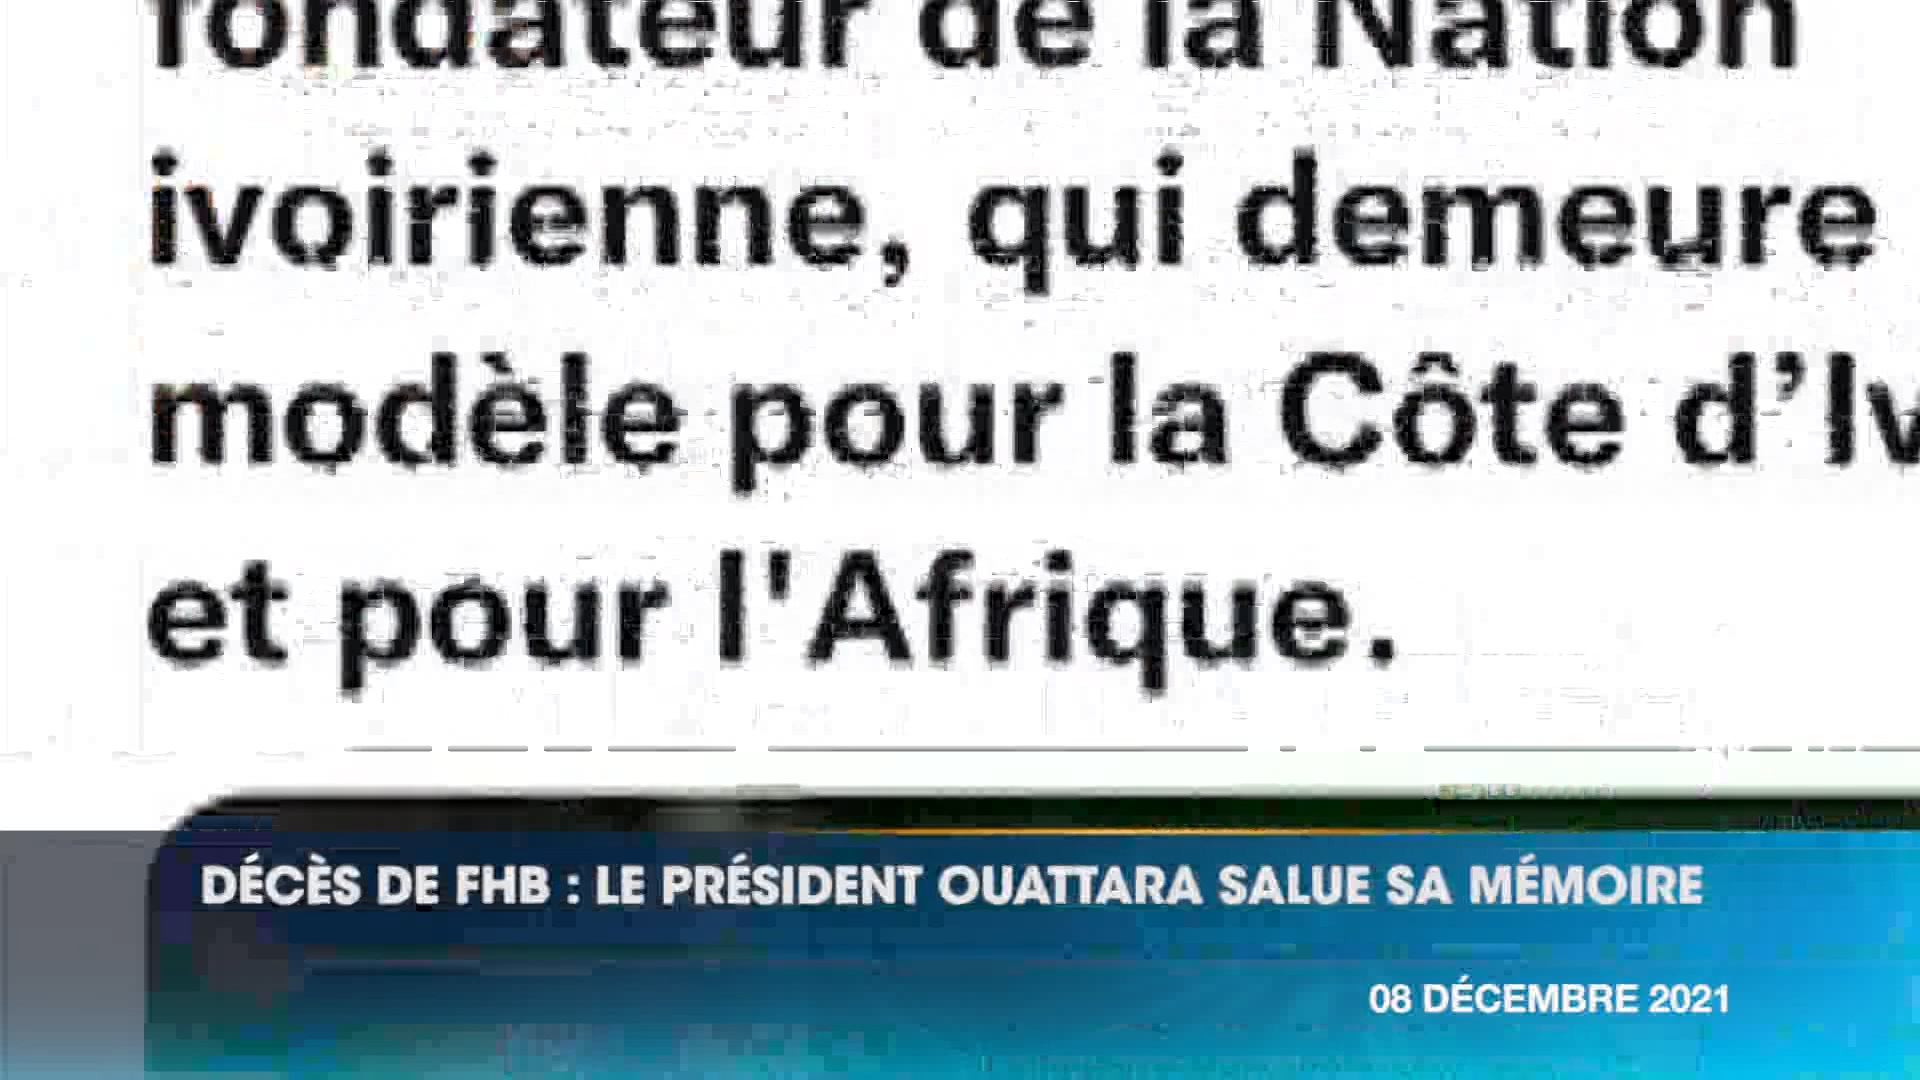 fondateur de la Nation
ivoirienne, qui demeure
modèle pour la Côte d’Iv
et pour l'Afrique.
DÉCÈS DE FHB : LE PRÉSIDENT OUATTARA SALUE SA MÉMOIRE
08 DÉCEMBRE 2021